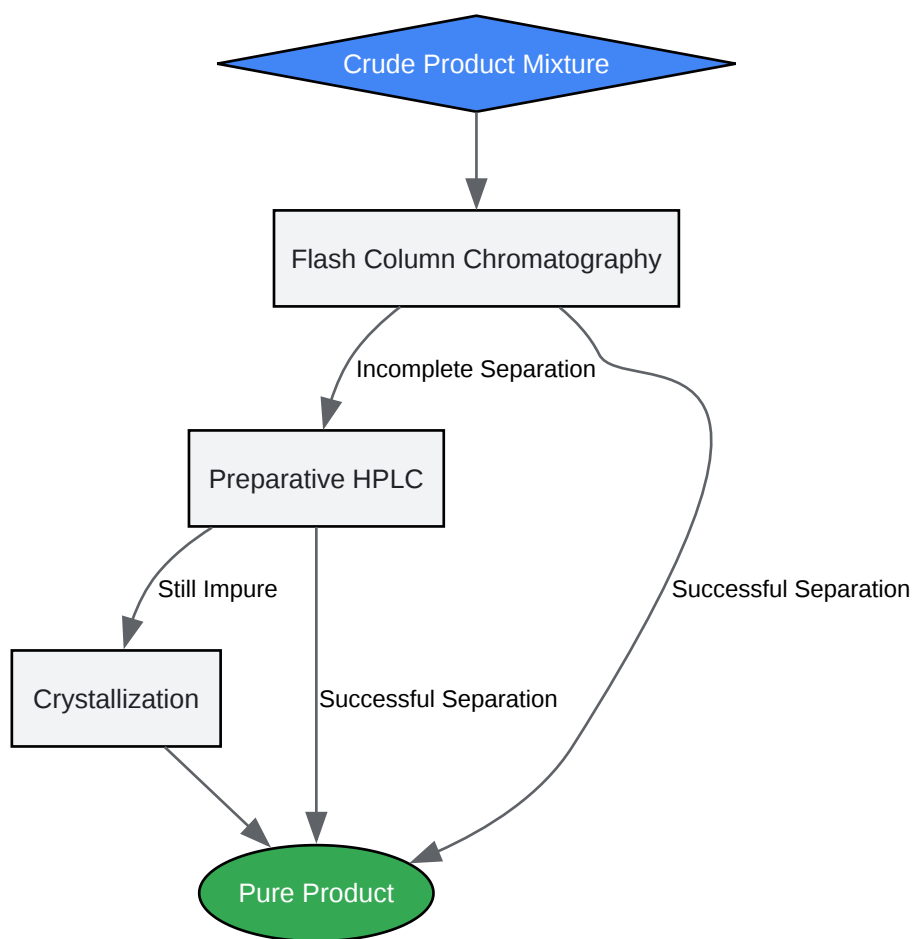 Crude Product Mixture
Flash Column Chromatography
Incomplete Separation
Preparative HPLC
Still Impure
Successful Separation
Crystallization
Successful Separation
Pure Product